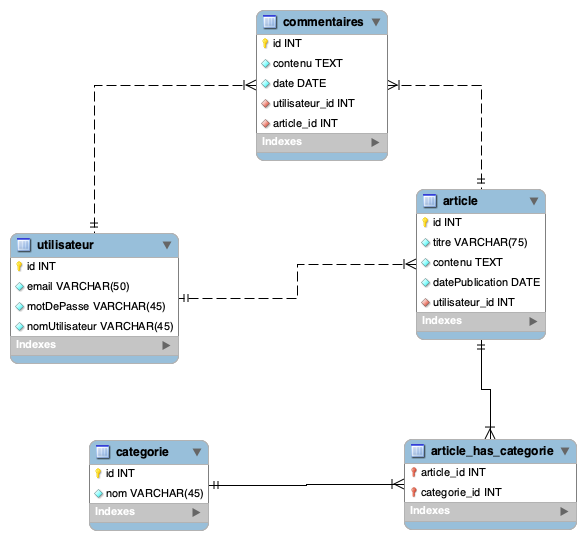 commentaires
id INT
contenu TEXT
date DATE
utilisateur_id INT
article_id INT
Indexes
article
id INT
titre VARCHAR(75)
contenu TEXT
datePublication DATE
utilisateur_id INT
Indexes
utilisateur
id INT
email VARCHAR(50)
motDePasse VARCHAR(45)
nomUtilisateur VARCHAR(45)
Indexes
categorie
id INT
nom VARCHAR(45)
Indexes
article_has_categorie
article_id INT
categorie_id INT
Indexes